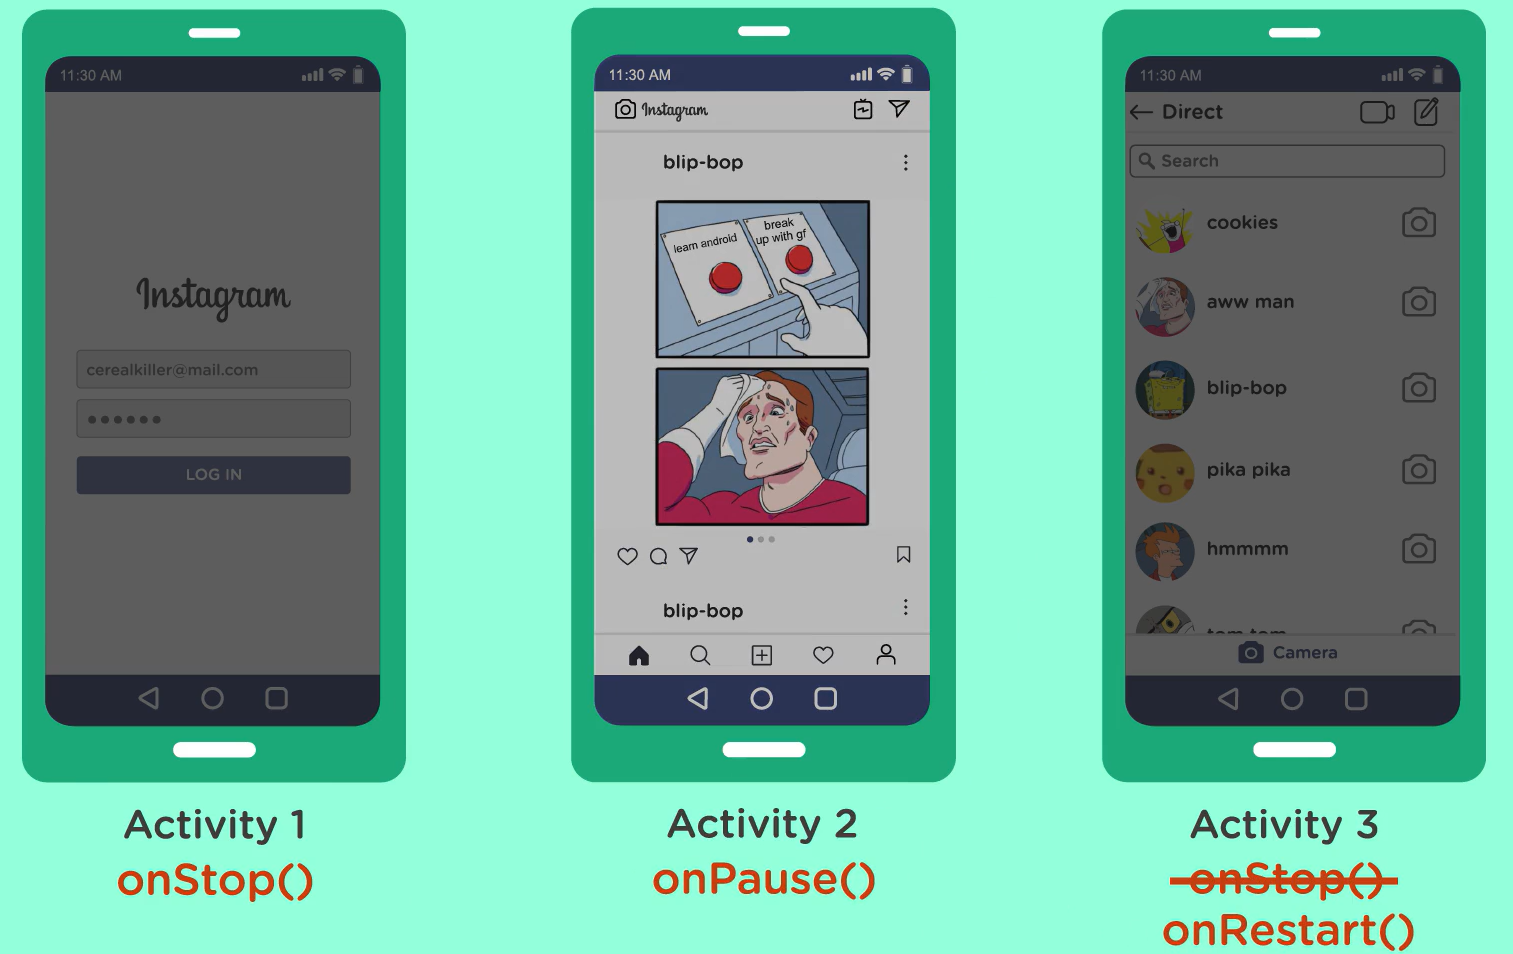 11:30 AM
Instagram
cerealkiller@mail.com
LOG IN
Activity 1
onStop()
11:30 AM
Instagram
blip-bop
learn android
break
up with gf
blip-bop
Activity 2
onPause()
11:30 AM
Direct
Search
cookies
aww man
blip-bop
pika pika
hmmmm
tom tom
Camera
Activity 3
onStop()
onRestart()